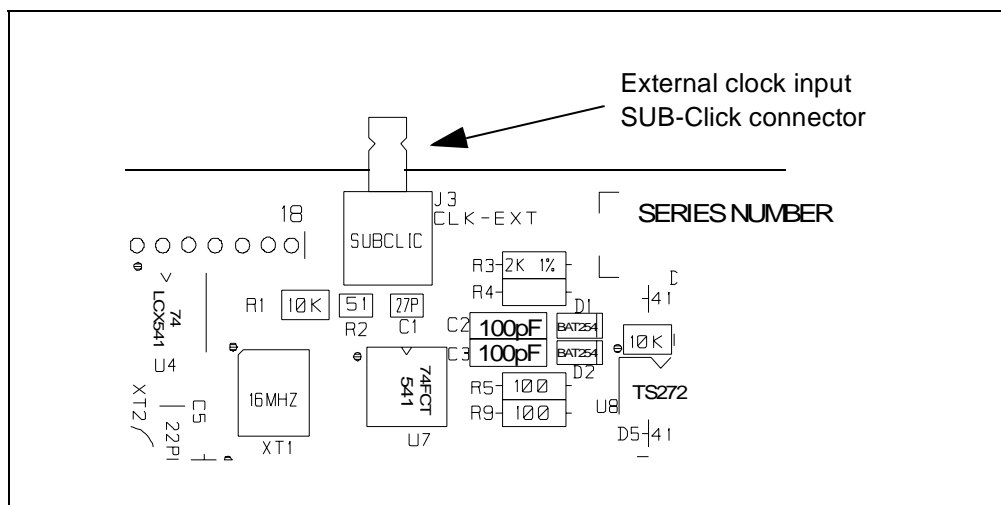 External clock input
SUB-Click connector
J3
CLK-EXT
SUBCLIC
18
SERIES NUMBER
R3
2K 1%
R4
D
41
R1
10K
51
R2
27P
C1
C2
100pF
D1
BAT254
C3
100pF
BAT254
D2
10K
74
LCX541
U4
16MHZ
XT1
74FCT
541
U7
R5
100
R9
100
U8
TS272
D5
41
XT2
C5
22P